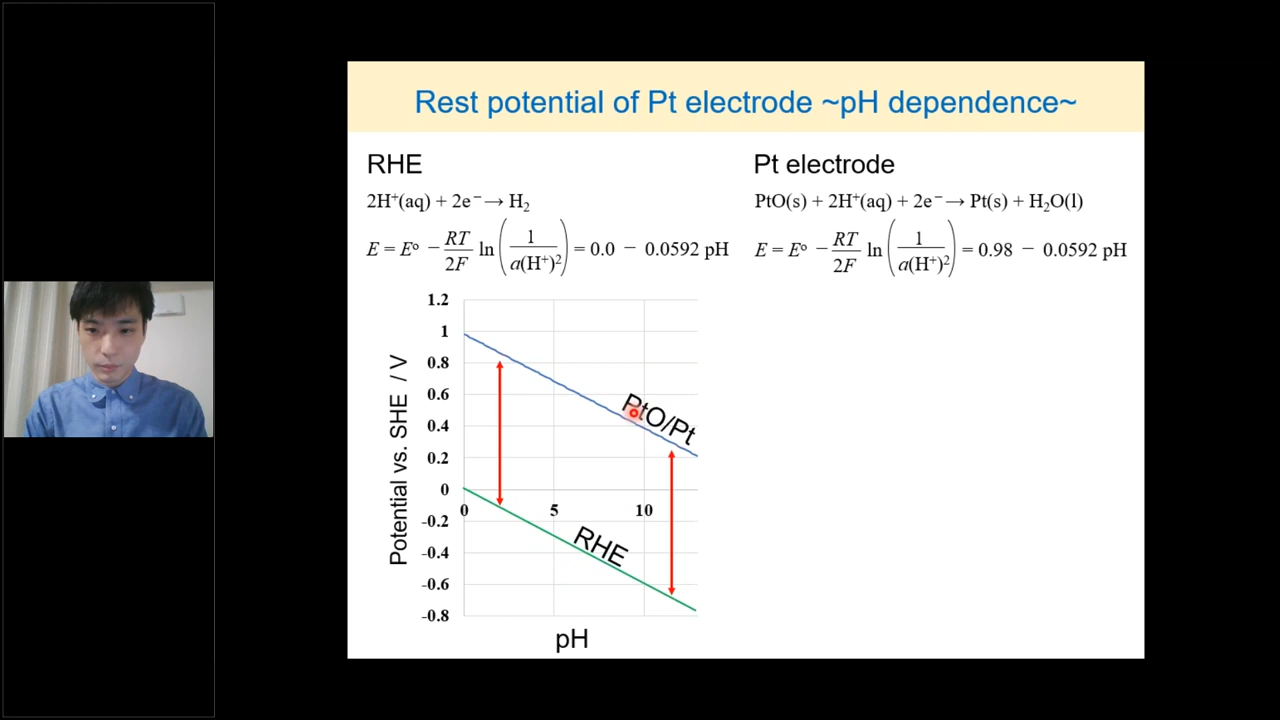 Rest potential of Pt electrode ~pH dependence~
RHE
2H⁺(aq) + 2e⁻ → H₂
E = E° − RT/2F ln(1/a(H⁺)²) = 0.0 − 0.0592 pH
Pt electrode
PtO(s) + 2H⁺(aq) + 2e⁻ → Pt(s) + H₂O(l)
E = E° − RT/2F ln(1/a(H⁺)²) = 0.98 − 0.0592 pH
Potential vs. SHE / V
1.2
1
0.8
0.6
0.4
0.2
0
-0.2
-0.4
-0.6
-0.8
0 5 10
PtO/Pt
RHE
pH